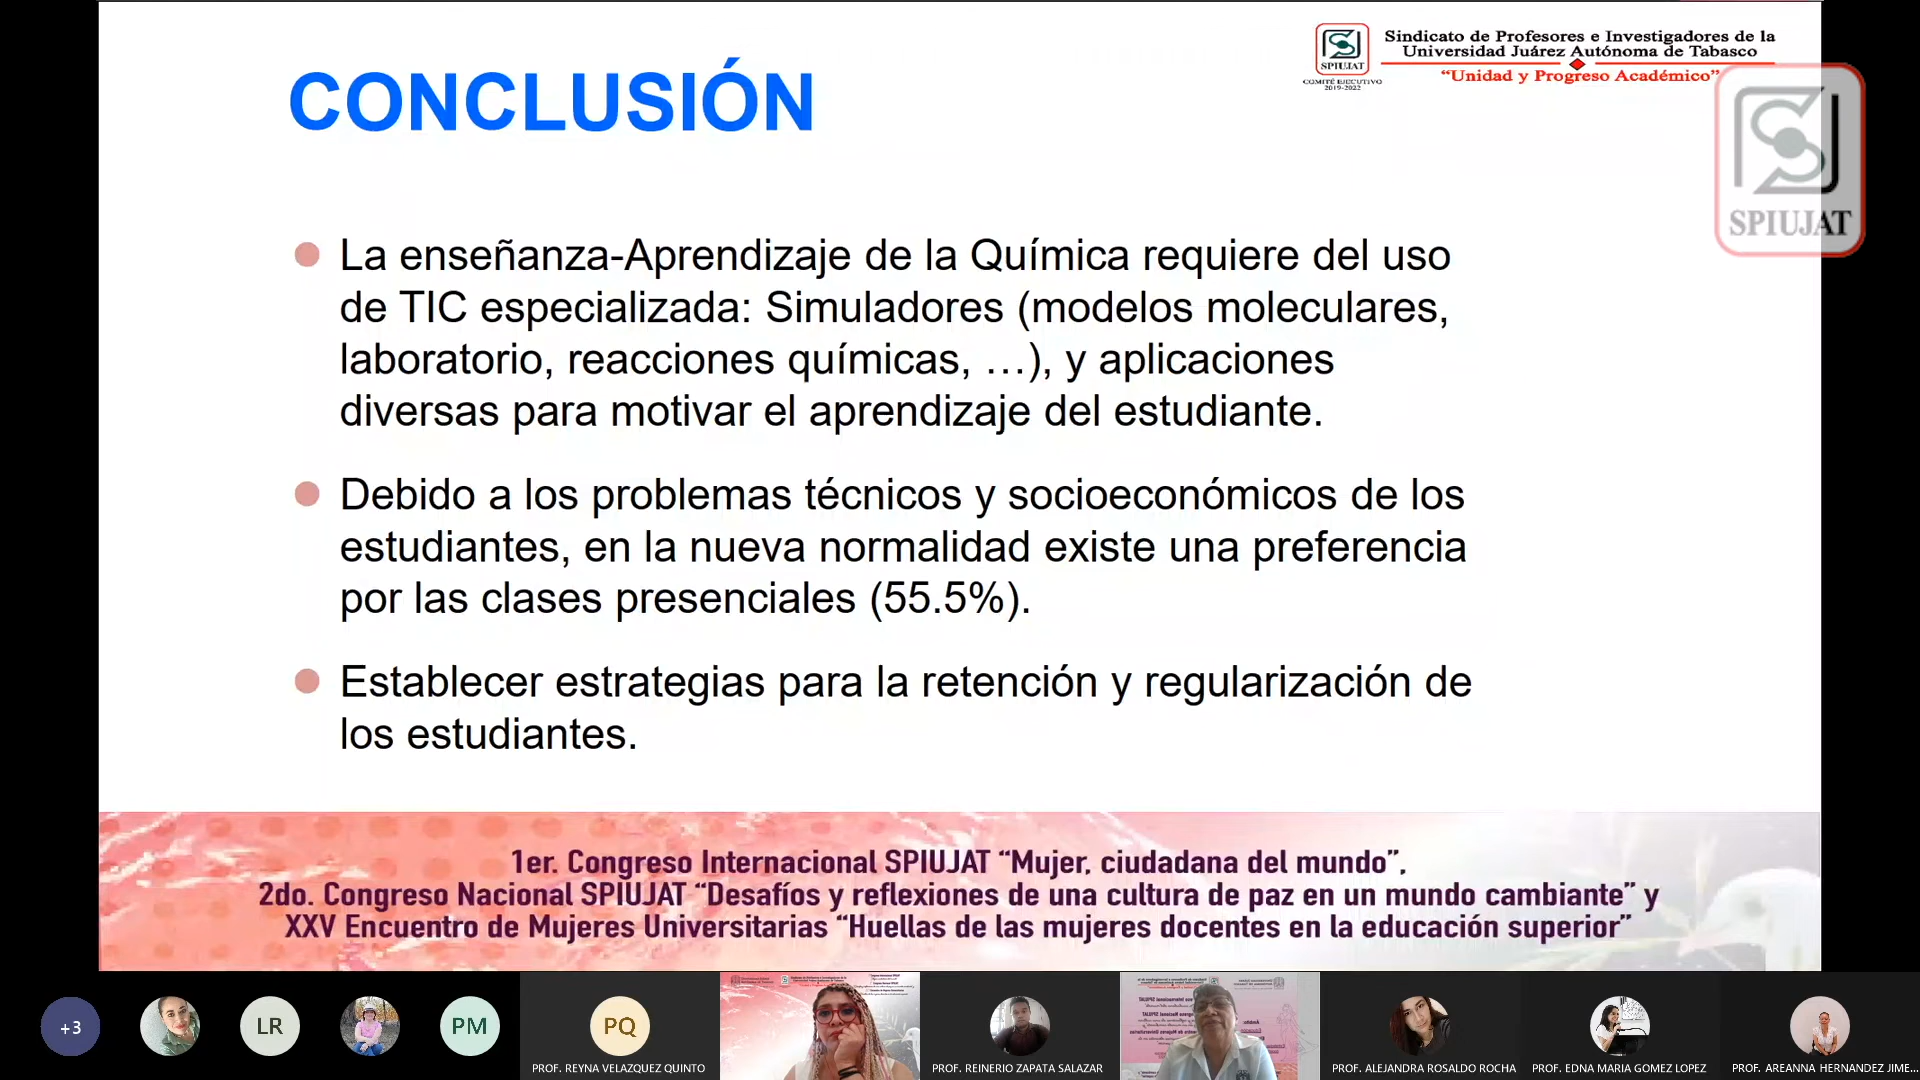 CONCLUSIÓN
SPIUJAT
COMITÉ EJECUTIVO
2019-2022
Sindicato de Profesores e Investigadores de la
Universidad Juárez Autónoma de Tabasco
“Unidad y Progreso Académico”
SPIUJAT
La enseñanza-Aprendizaje de la Química requiere del uso
de TIC especializada: Simuladores (modelos moleculares,
laboratorio, reacciones químicas, …), y aplicaciones
diversas para motivar el aprendizaje del estudiante.
Debido a los problemas técnicos y socioeconómicos de los
estudiantes, en la nueva normalidad existe una preferencia
por las clases presenciales (55.5%).
Establecer estrategias para la retención y regularización de
los estudiantes.
1er. Congreso Internacional SPIUJAT “Mujer, ciudadana del mundo”,
2do. Congreso Nacional SPIUJAT “Desafíos y reflexiones de una cultura de paz en un mundo cambiante” y
XXV Encuentro de Mujeres Universitarias “Huellas de las mujeres docentes en la educación superior”
+3
LR
PM
PQ
PROF. REYNA VELAZQUEZ QUINTO
PROF. REINERIO ZAPATA SALAZAR
PROF. ALEJANDRA ROSALDO ROCHA
PROF. EDNA MARIA GOMEZ LOPEZ
PROF. AREANNA HERNANDEZ JIME...